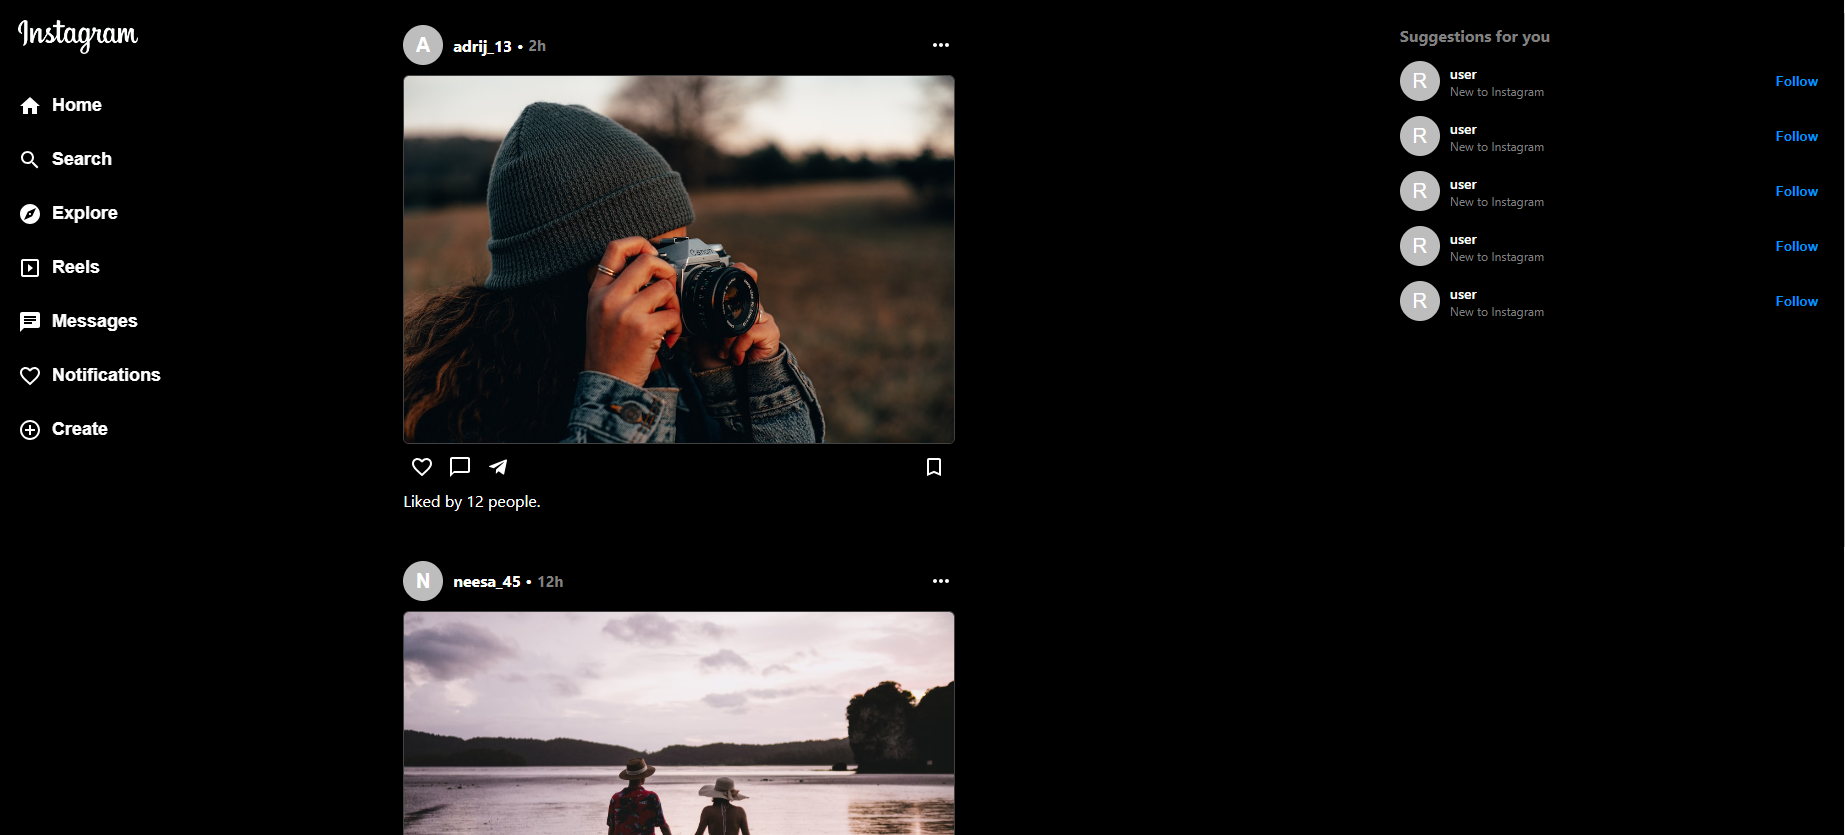 Instagram
Home
Search
Explore
Reels
Messages
Notifications
Create
A
adrij_13 • 2h
Canon
Liked by 12 people.
N
neesa_45 • 12h
Suggestions for you
R
user
New to Instagram
Follow
R
user
New to Instagram
Follow
R
user
New to Instagram
Follow
R
user
New to Instagram
Follow
R
user
New to Instagram
Follow